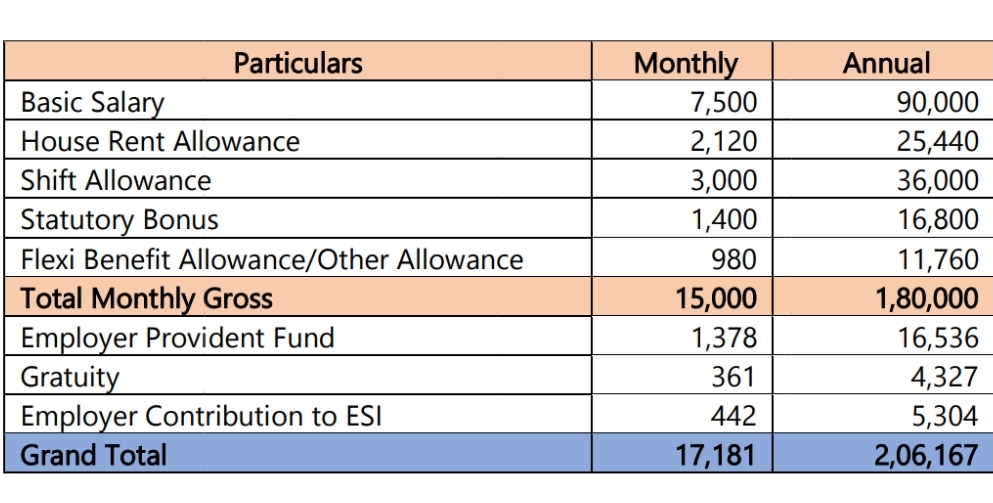 Particulars Monthly Annual
Basic Salary 7,500 90,000
House Rent Allowance 2,120 25,440
Shift Allowance 3,000 36,000
Statutory Bonus 1,400 16,800
Flexi Benefit Allowance/Other Allowance 980 11,760
Total Monthly Gross 15,000 1,80,000
Employer Provident Fund 1,378 16,536
Gratuity 361 4,327
Employer Contribution to ESI 442 5,304
Grand Total 17,181 2,06,167